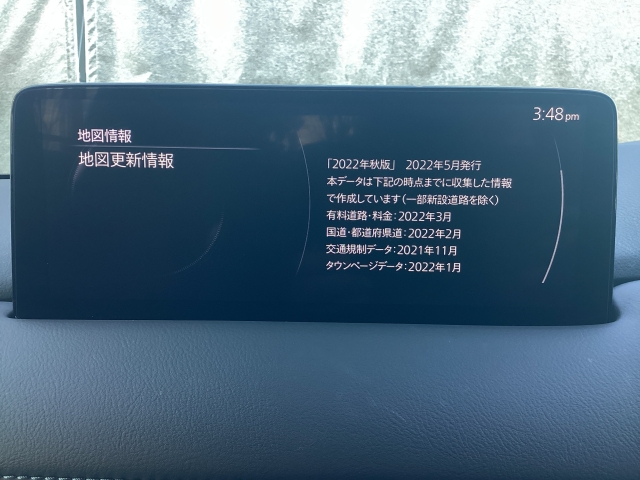 3:48pm
地図情報
地図更新情報
「2022年秋版」 2022年5月発行
本データは下記の時点までに収集した情報
で作成しています(一部新設道路を除く)
有料道路・料金:2022年3月
国道・都道府県道:2022年2月
交通規制データ:2021年11月
タウンページデータ:2022年1月